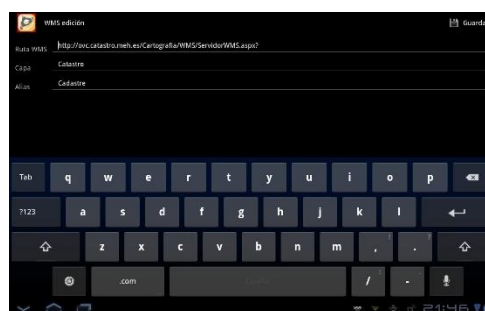 WMS edición
Guarda
Ruta WMS http://ovc.catastro.meh.es/Cartografia/WMS/ServidorWMS.aspx?
Capa Catastro
Alias Cadastre
Tab q w e r t y u i o p
?123 a s d f g h j k l
z x c v b n m , ! . ?
.com / -
21:46